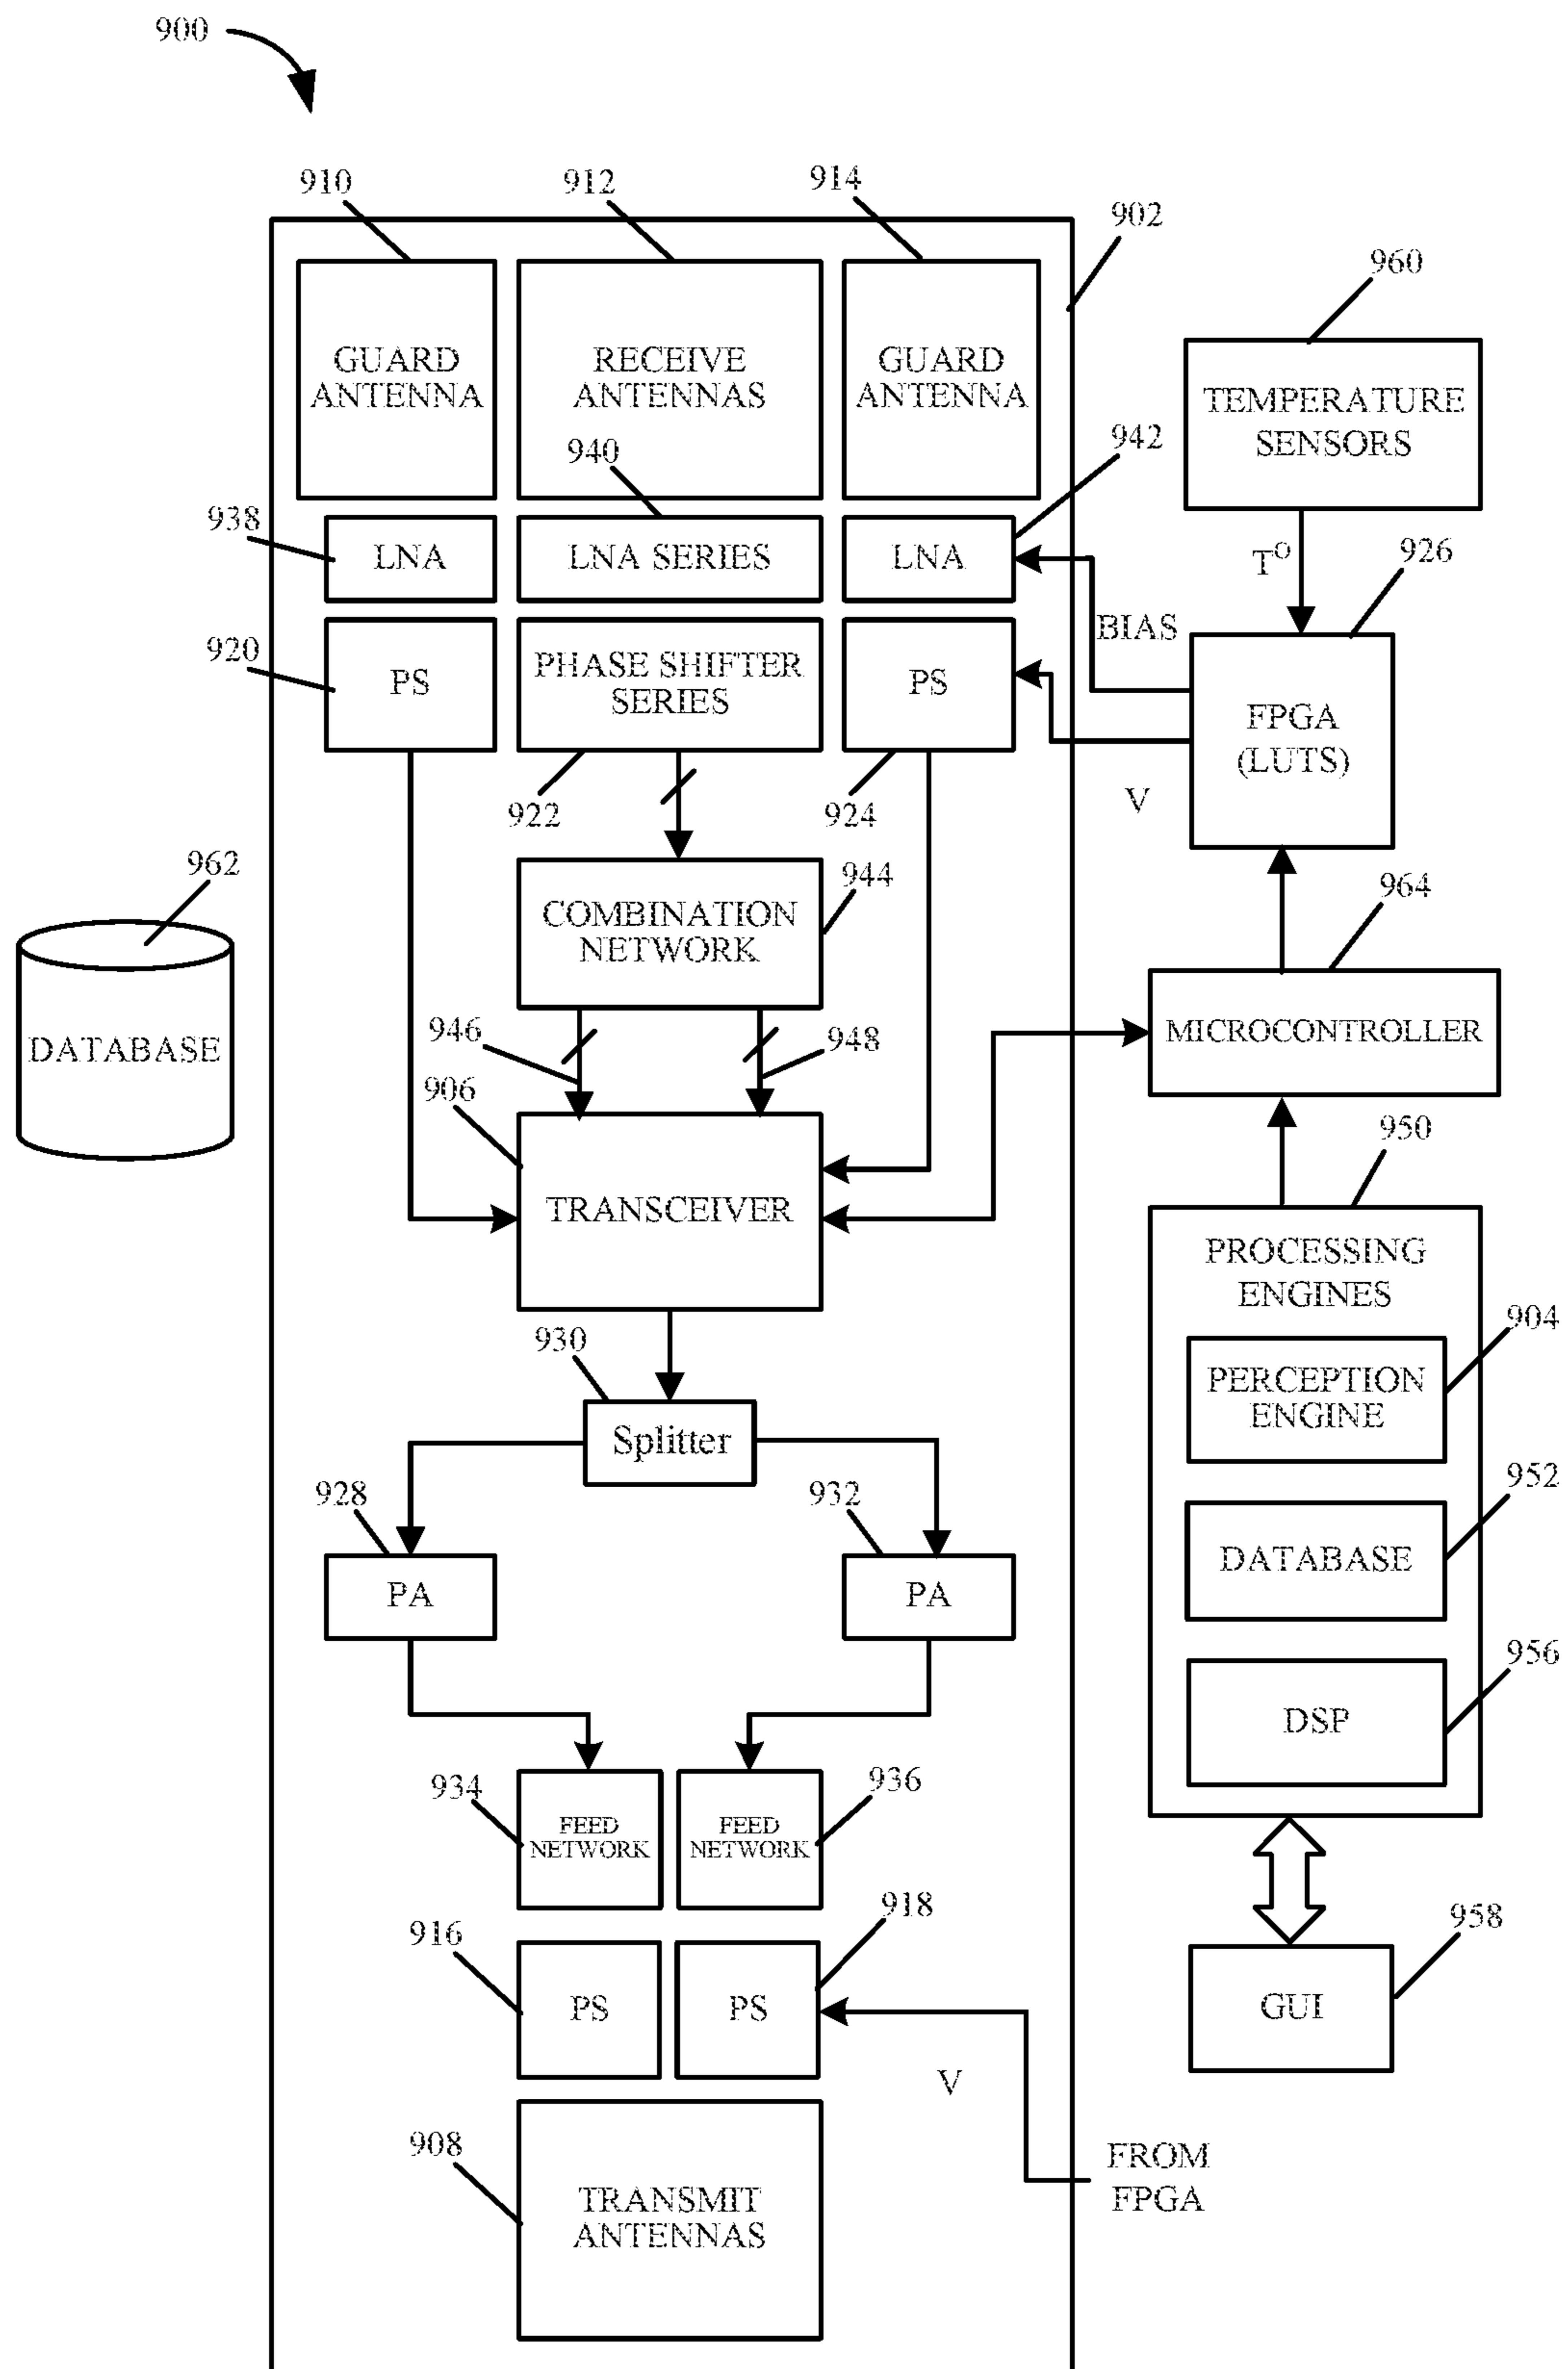 900
910
912
914
902
960
GUARD
ANTENNA
RECEIVE
ANTENNAS
GUARD
ANTENNA
TEMPERATURE
SENSORS
940
942
938
LNA
LNA SERIES
LNA
T°
926
BIAS
920
PS
PHASE SHIFTER
SERIES
PS
FPGA
(LUTS)
922
924
V
962
944
964
COMBINATION
NETWORK
DATABASE
946
948
MICROCONTROLLER
906
950
TRANSCEIVER
PROCESSING
ENGINES
930
904
Splitter
PERCEPTION
ENGINE
928
932
952
PA
PA
DATABASE
956
DSP
934
936
FEED
NETWORK
FEED
NETWORK
916
918
958
PS
PS
GUI
V
908
FROM
FPGA
TRANSMIT
ANTENNAS